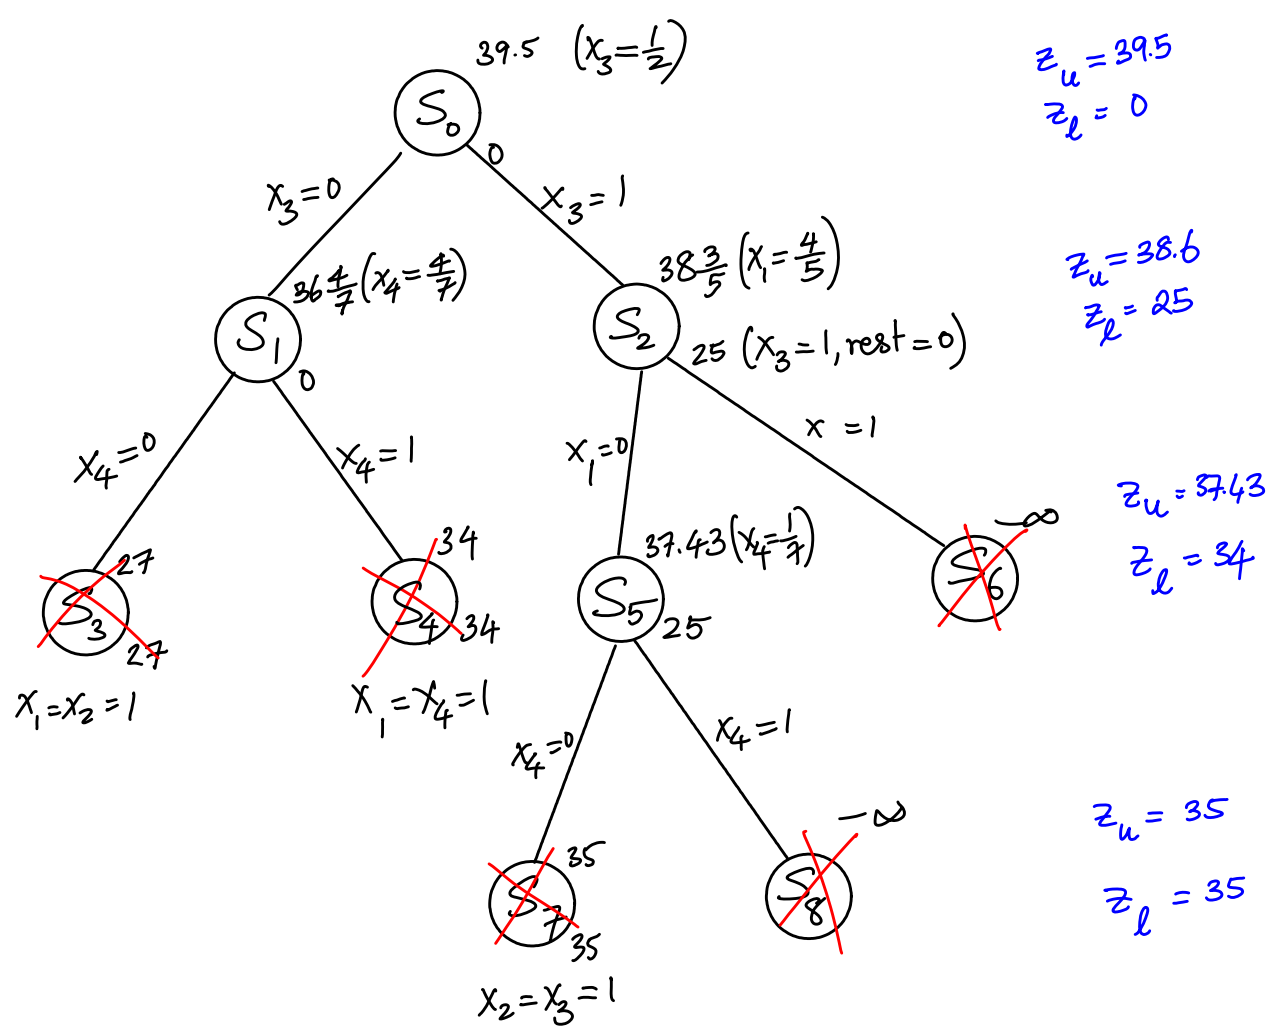 39.5 (x₃=1/2)
S₀
0
z_u = 39.5
z_ℓ = 0
x₃=0
x₃=1
36 4/7 (x₄=4/7)
S₁
0
38 3/5 (x₁=4/5)
S₂
25 (x₃=1, rest=0)
z_u = 38.6
z_ℓ = 25
x₄=0
x₄=1
x₁=0
x =1
27
S₃
27
x₁=x₂=1
34
S₄
34
x₁=x₄=1
37.43 (x₄=1/7)
S₅
25
-∞
S₆
z_u = 37.43
z_ℓ = 34
x₄=0
x₄=1
35
S₇
35
x₂=x₃=1
-∞
S₈
z_u = 35
z_ℓ = 35